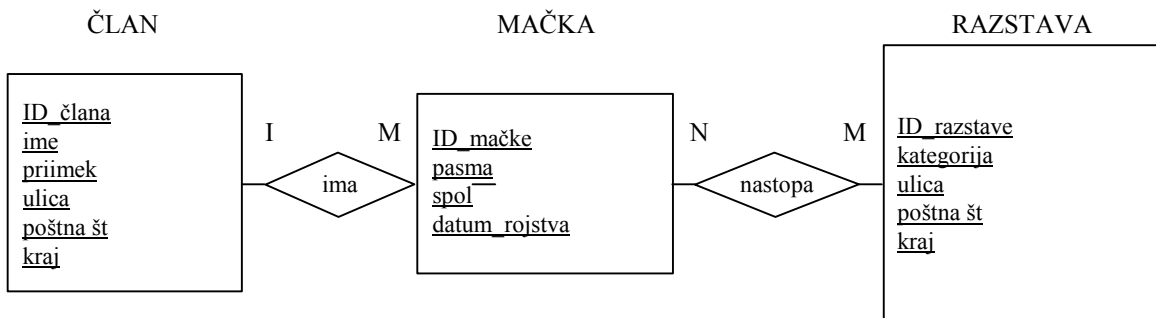 ČLAN
MAČKA
RAZSTAVA
ID_člana
ime
priimek
ulica
poštna št
kraj
I
M
ima
ID_mačke
pasma
spol
datum_rojstva
N
M
nastopa
ID_razstave
kategorija
ulica
poštna št
kraj